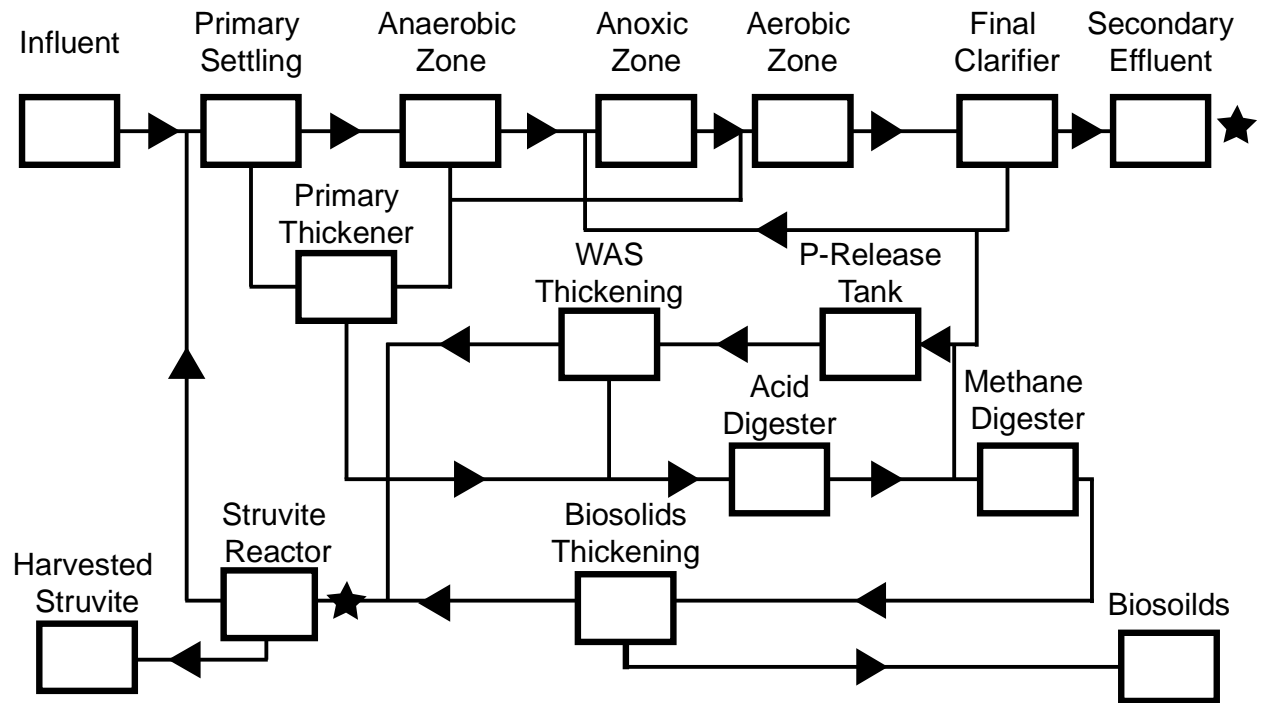 Influent
Primary
Settling
Anaerobic
Zone
Anoxic
Zone
Aerobic
Zone
Final
Clarifier
Secondary
Effluent
Primary
Thickener
WAS
Thickening
P-Release
Tank
Acid
Digester
Methane
Digester
Struvite
Reactor
Biosolids
Thickening
Harvested
Struvite
Biosoilds